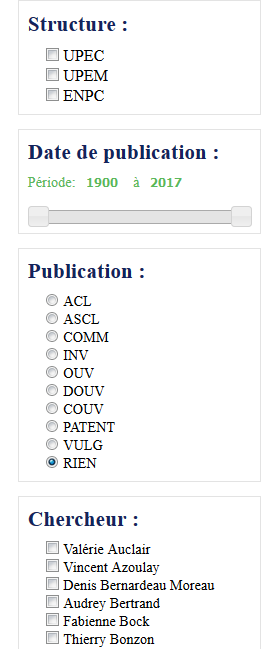 Structure :
UPEC
UPEM
ENPC
Date de publication :
Période: 1900 à 2017
Publication :
ACL
ASCL
COMM
INV
OUV
DOUV
COUV
PATENT
VULG
RIEN
Chercheur :
Valérie Auclair
Vincent Azoulay
Denis Bernardeau Moreau
Audrey Bertrand
Fabienne Bock
Thierry Bonzon